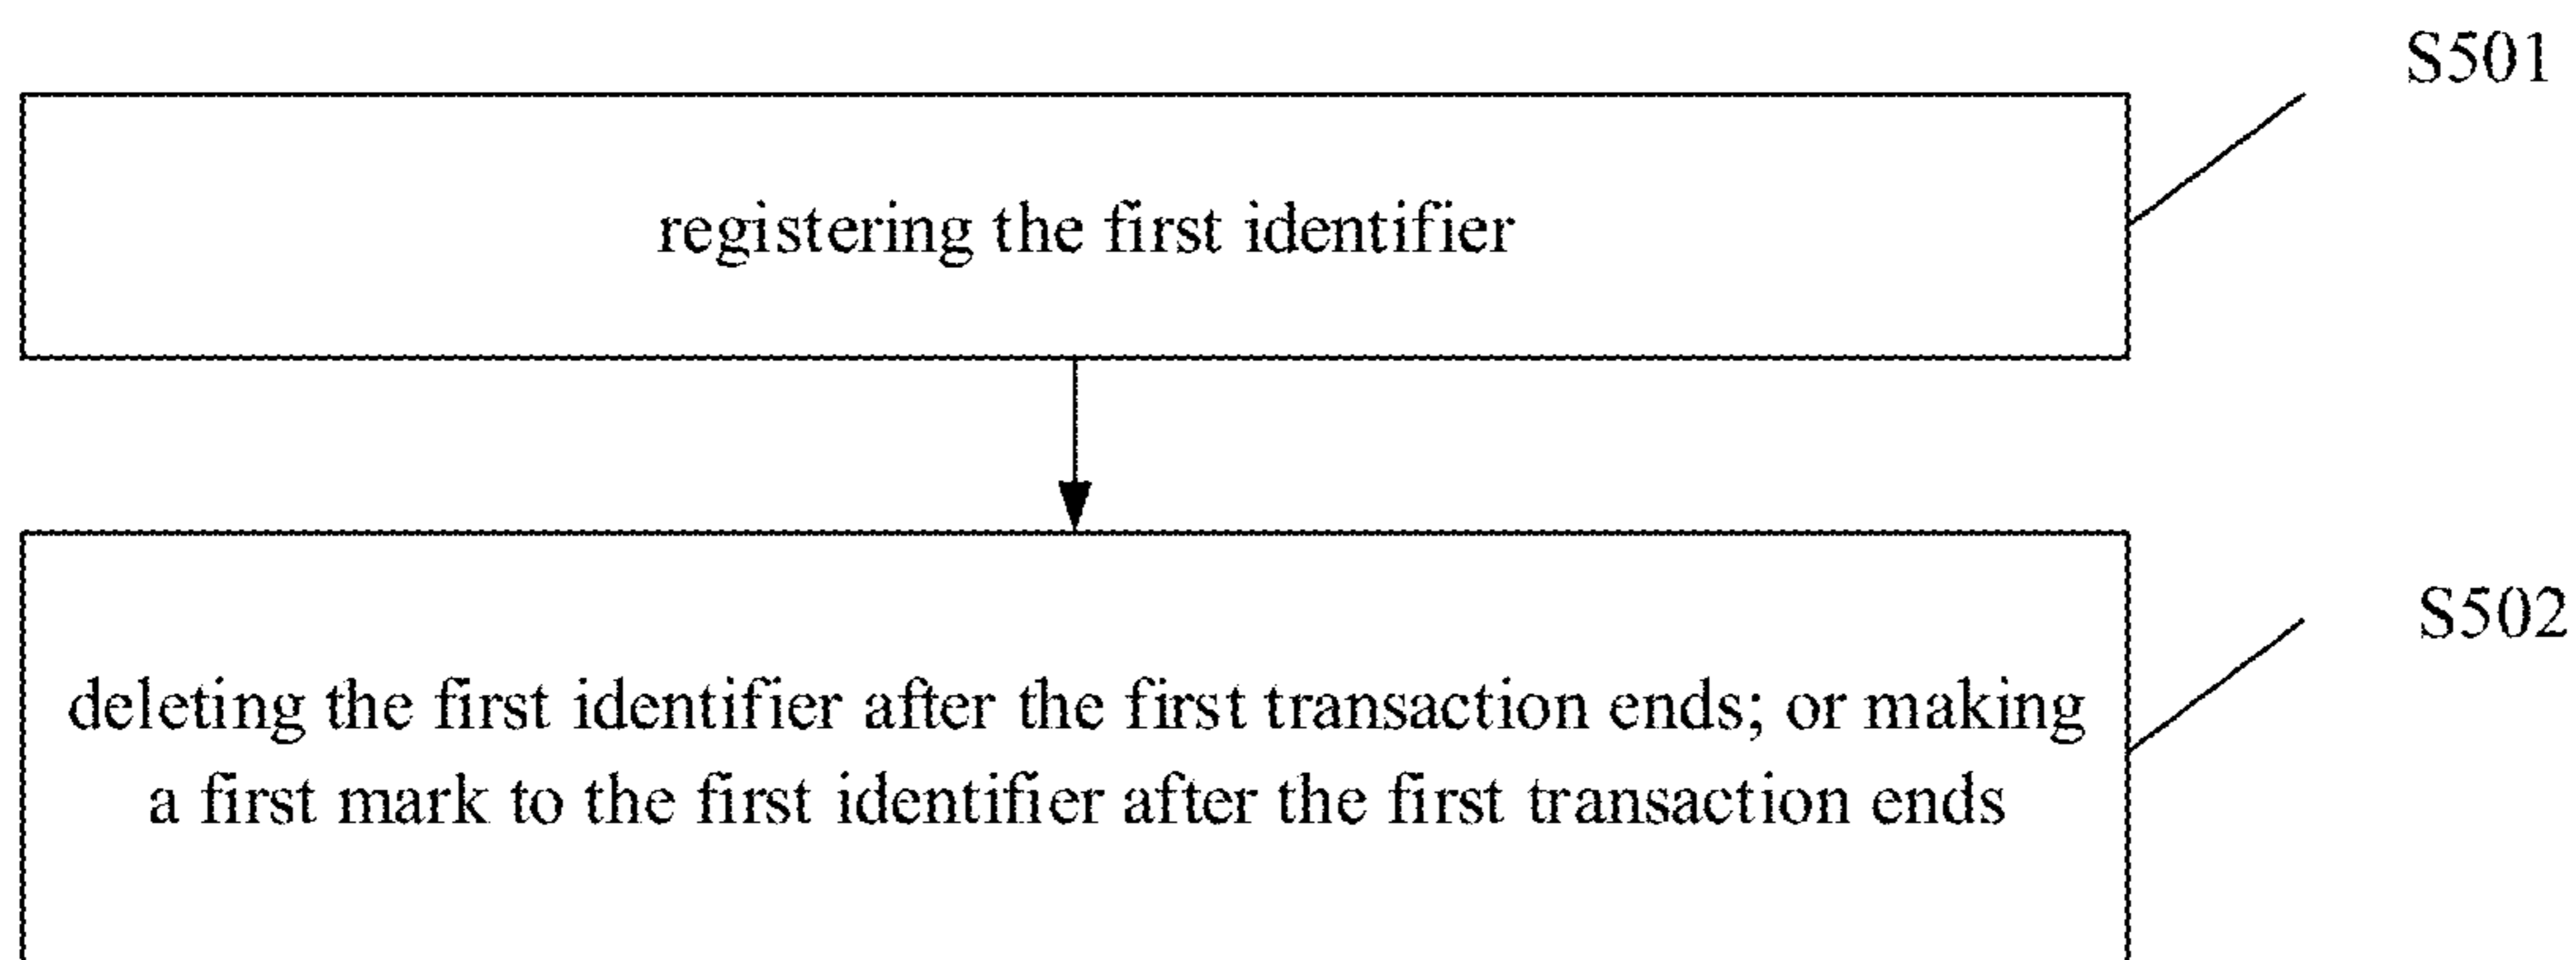 S501
registering the first identifier
S502
deleting the first identifier after the first transaction ends; or making
a first mark to the first identifier after the first transaction ends